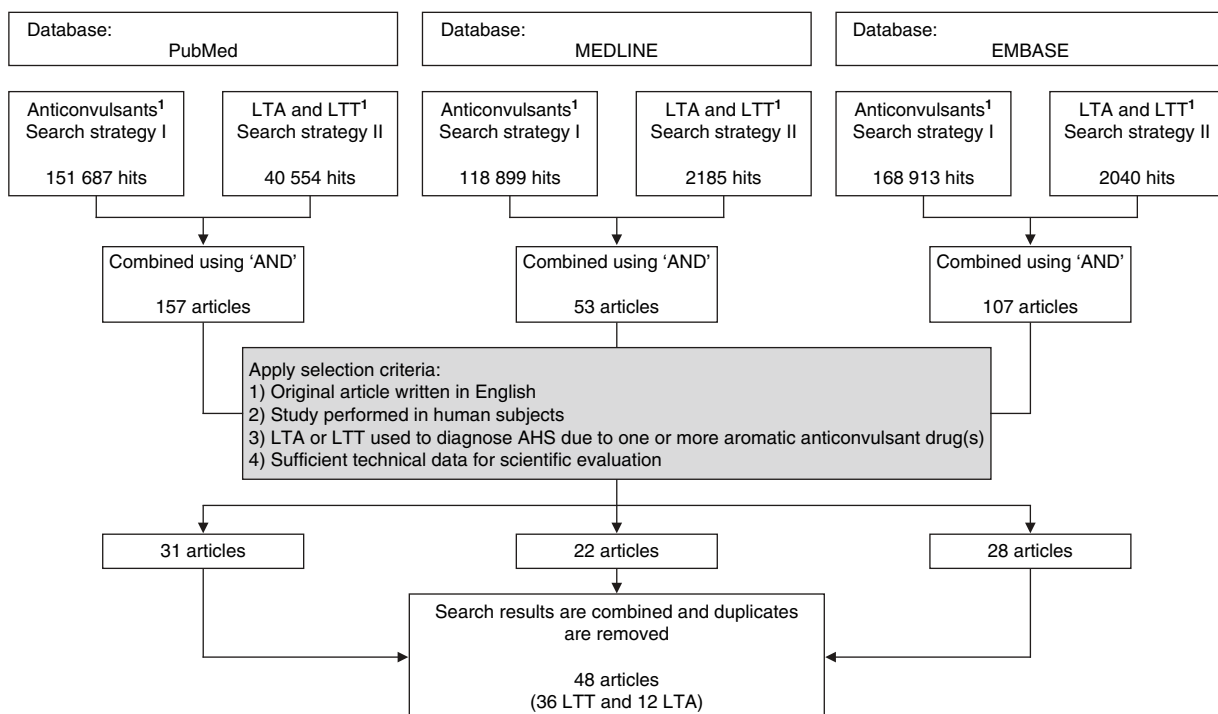 Database:
PubMed
Database:
MEDLINE
Database:
EMBASE
Anticonvulsants¹
Search strategy I
151 687 hits
LTA and LTT¹
Search strategy II
40 554 hits
Anticonvulsants¹
Search strategy I
118 899 hits
LTA and LTT¹
Search strategy II
2185 hits
Anticonvulsants¹
Search strategy I
168 913 hits
LTA and LTT¹
Search strategy II
2040 hits
Combined using ‘AND’
157 articles
Combined using ‘AND’
53 articles
Combined using ‘AND’
107 articles
Apply selection criteria:
1) Original article written in English
2) Study performed in human subjects
3) LTA or LTT used to diagnose AHS due to one or more aromatic anticonvulsant drug(s)
4) Sufficient technical data for scientific evaluation
31 articles
22 articles
28 articles
Search results are combined and duplicates
are removed
48 articles
(36 LTT and 12 LTA)